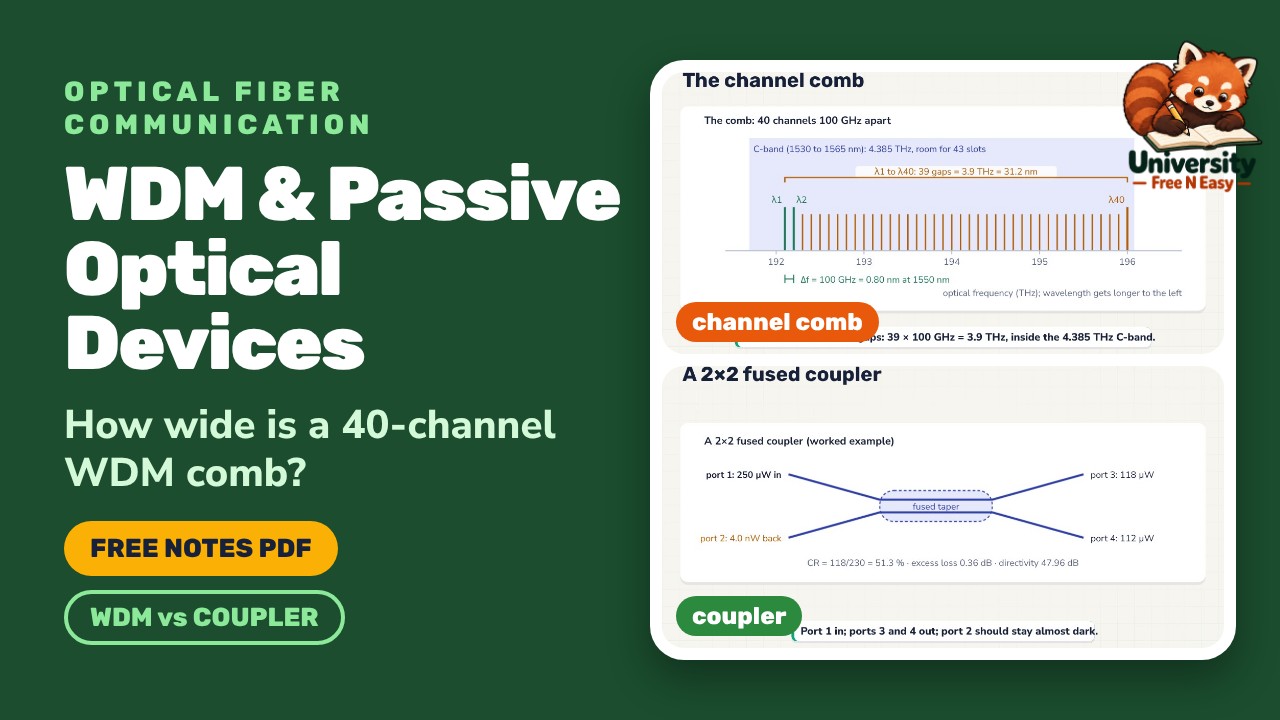 OPTICAL FIBER
COMMUNICATION
WDM & Passive
Optical
Devices
How wide is a 40-channel
WDM comb?
FREE NOTES PDF
WDM vs COUPLER
The channel comb
The comb: 40 channels 100 GHz apart
C-band (1530 to 1565 nm): 4.385 THz, room for 43 slots
λ1 to λ40: 39 gaps = 3.9 THz = 31.2 nm
λ1 λ2 λ40
192 193 194 195 196
Δf = 100 GHz = 0.80 nm at 1550 nm
optical frequency (THz); wavelength gets longer to the left
channel comb
: 39 × 100 GHz = 3.9 THz, inside the 4.385 THz C-band.
A 2×2 fused coupler
A 2×2 fused coupler (worked example)
port 1: 250 µW in
port 3: 118 µW
fused taper
port 2: 4.0 nW back
port 4: 112 µW
CR = 118/230 = 51.3 % · excess loss 0.36 dB · directivity 47.96 dB
coupler
Port 1 in; ports 3 and 4 out; port 2 should stay almost dark.
University
Free N Easy